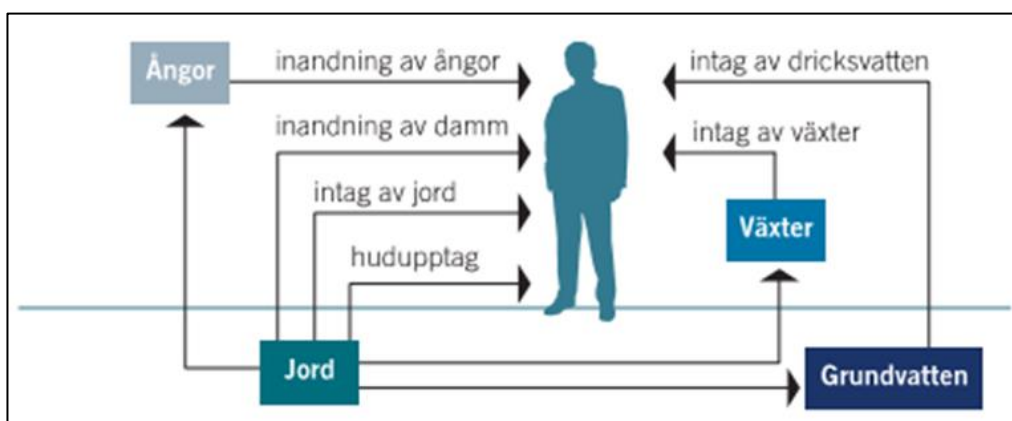 Ångor
inandning av ångor
intag av dricksvatten
inandning av damm
intag av växter
intag av jord
Växter
hudupptag
Jord
Grundvatten